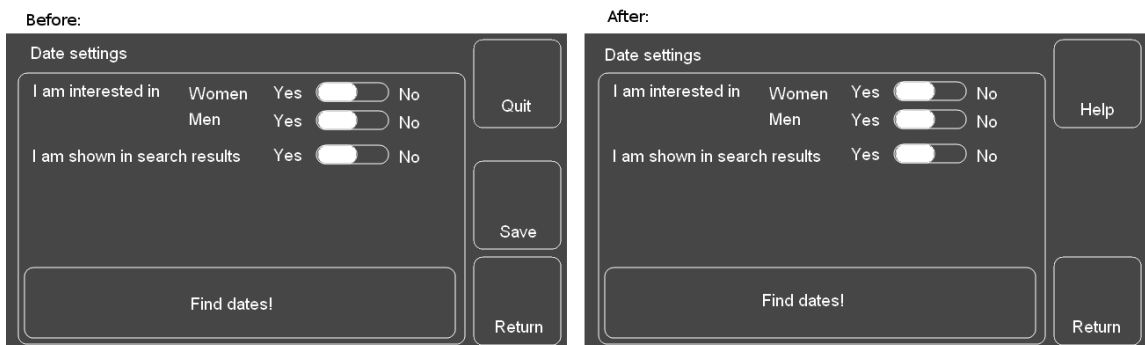 Before:
Date settings
I am interested in Women Yes No
Men Yes No
I am shown in search results Yes No
Find dates!
Quit
Save
Return
After:
Date settings
I am interested in Women Yes No
Men Yes No
I am shown in search results Yes No
Find dates!
Help
Return